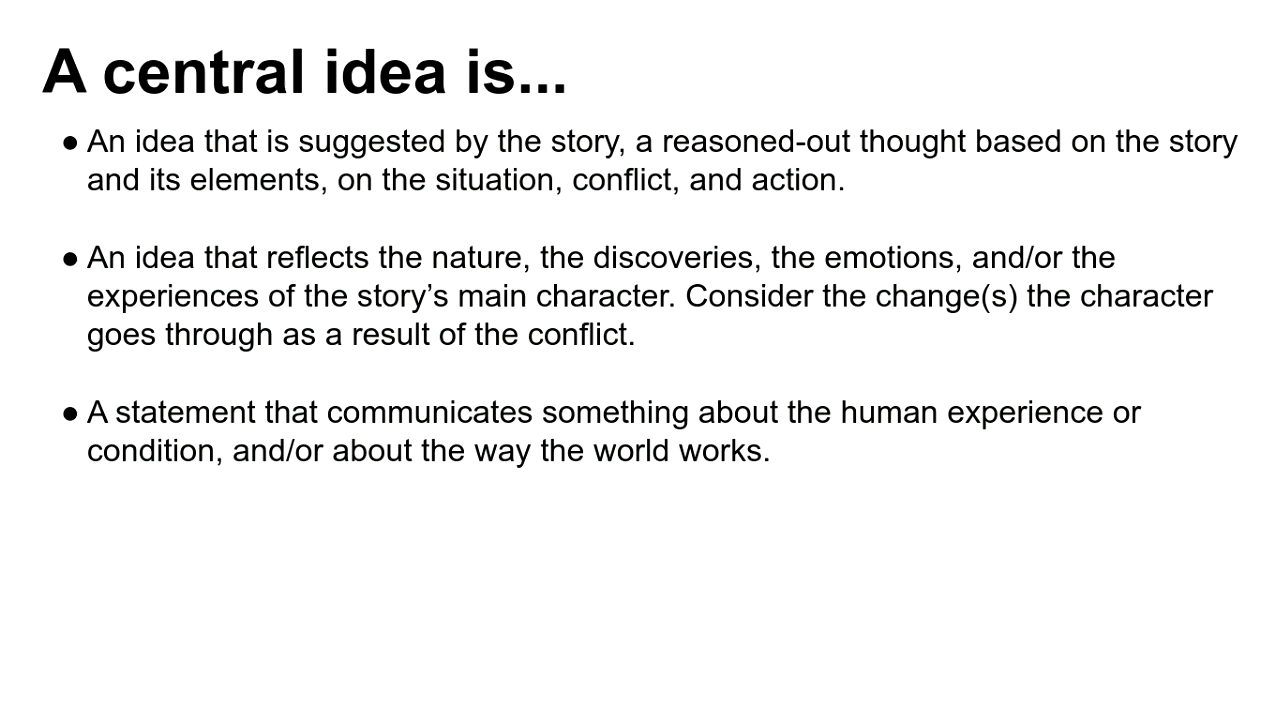 A central idea is...
● An idea that is suggested by the story, a reasoned-out thought based on the story
and its elements, on the situation, conflict, and action.
● An idea that reflects the nature, the discoveries, the emotions, and/or the
experiences of the story’s main character. Consider the change(s) the character
goes through as a result of the conflict.
● A statement that communicates something about the human experience or
condition, and/or about the way the world works.